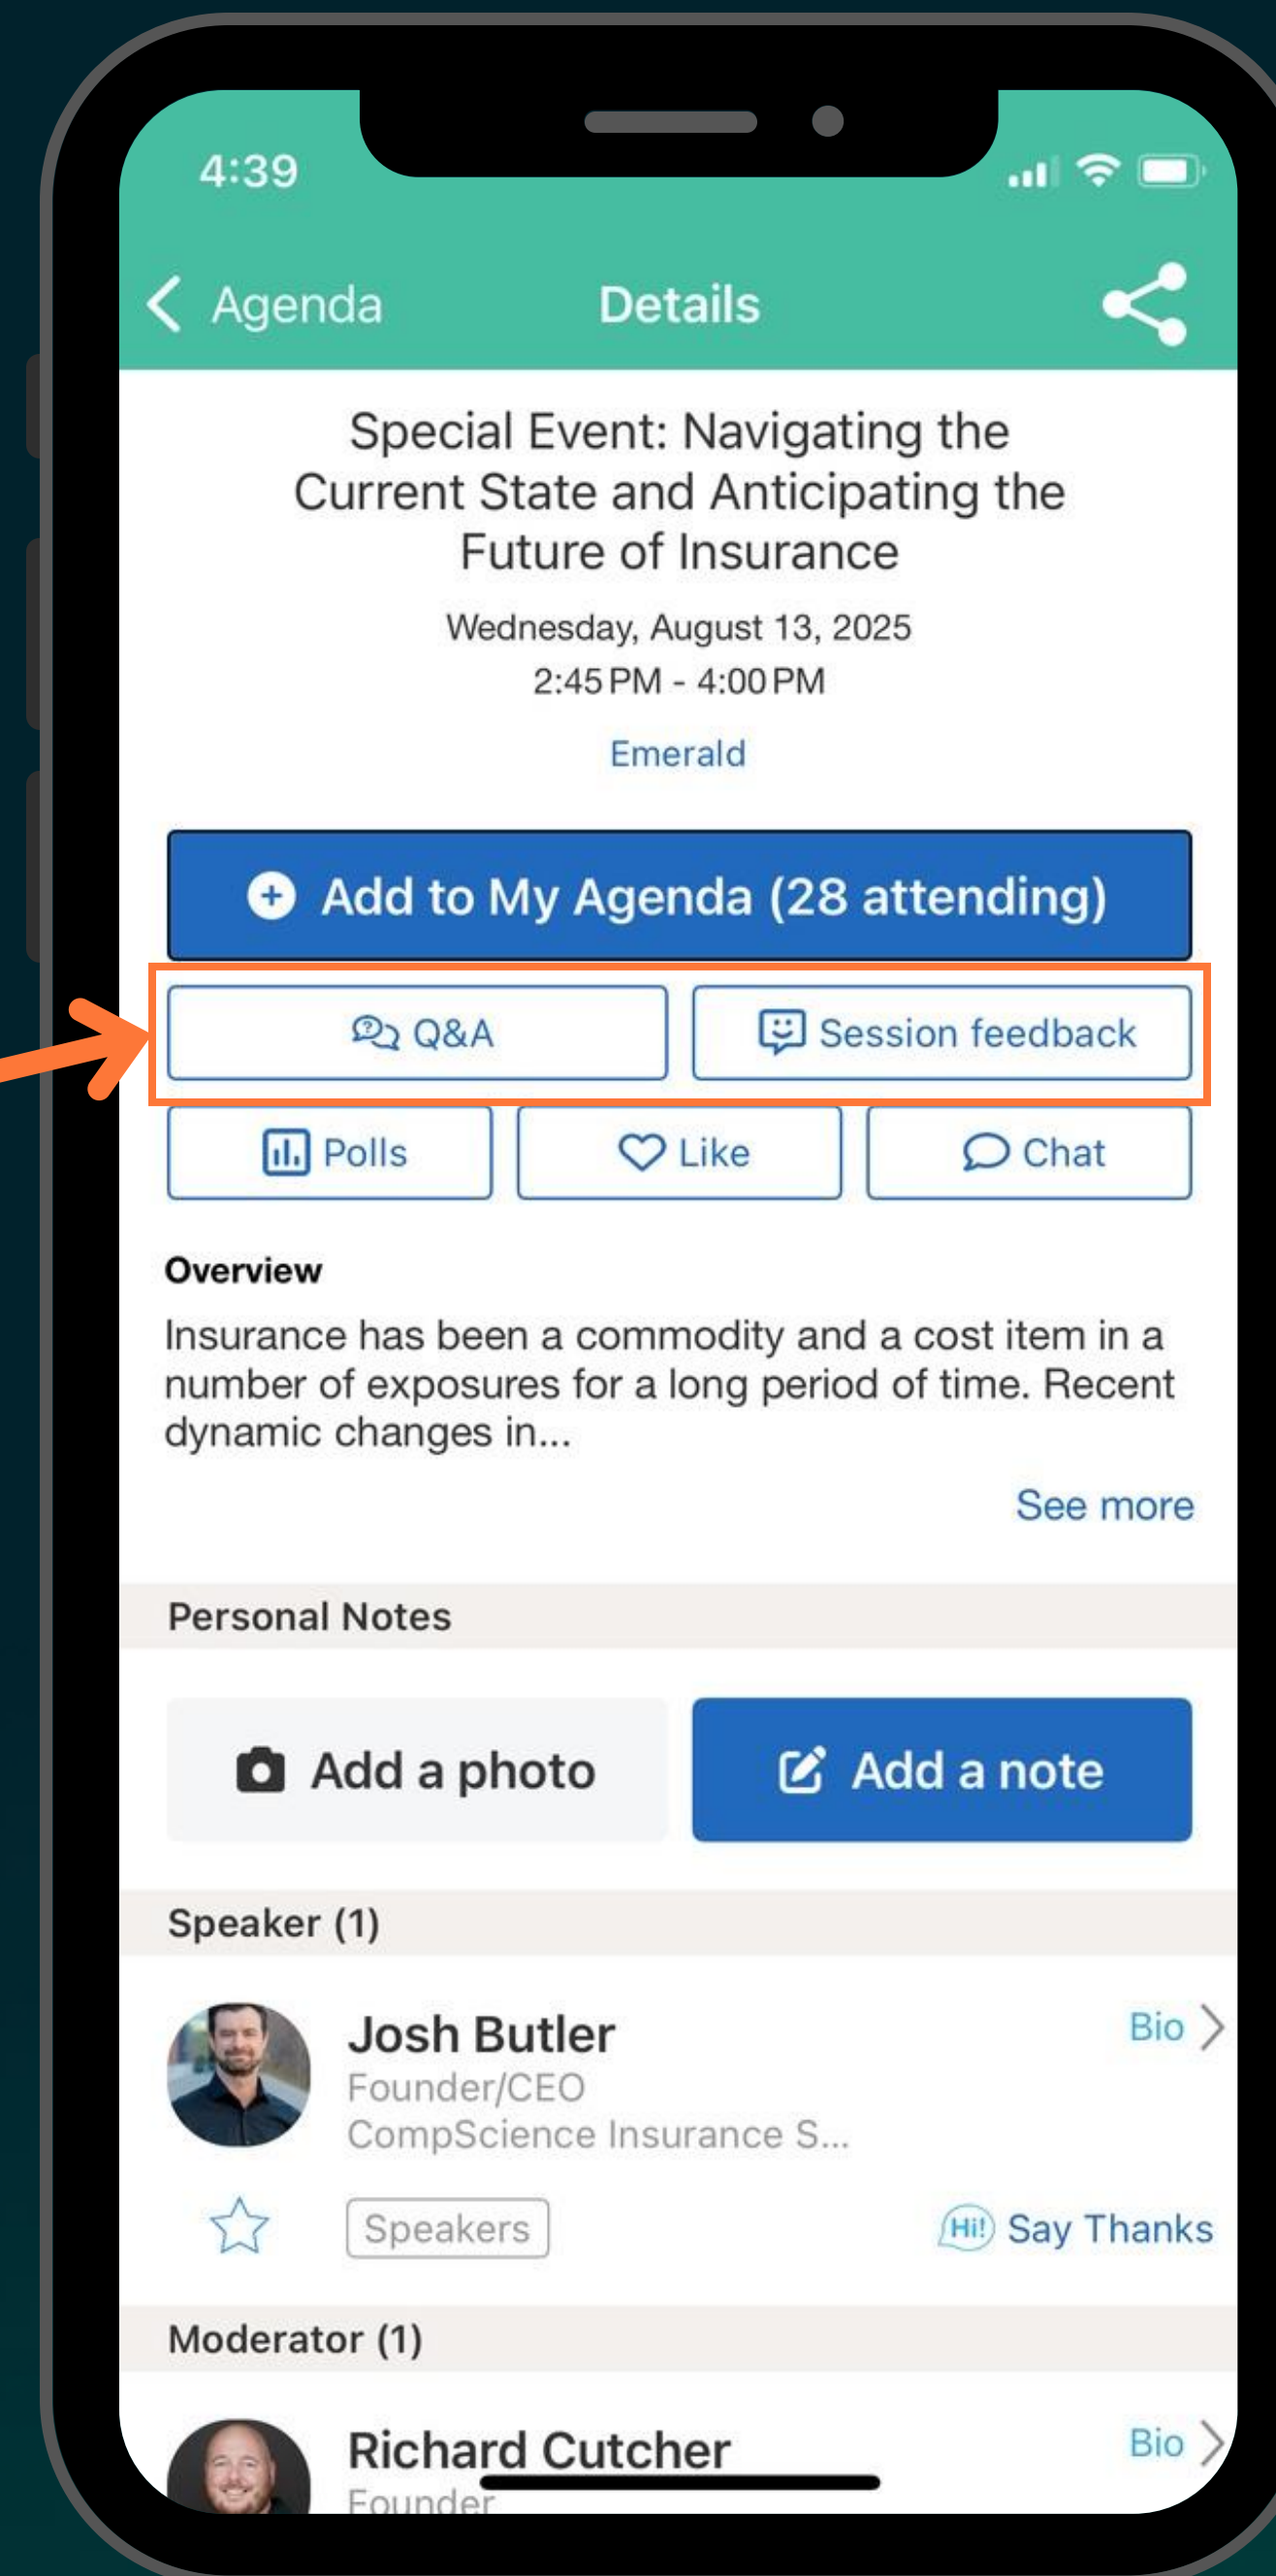 4:39
Agenda
Details
Special Event: Navigating the
Current State and Anticipating the
Future of Insurance
Wednesday, August 13, 2025
2:45 PM - 4:00 PM
Emerald
Add to My Agenda (28 attending)
Q&A
Session feedback
Polls
Like
Chat
Overview
Insurance has been a commodity and a cost item in a
number of exposures for a long period of time. Recent
dynamic changes in...
See more
Personal Notes
Add a photo
Add a note
Speaker (1)
Josh Butler
Bio
Founder/CEO
CompScience Insurance S...
Speakers
Hi! Say Thanks
Moderator (1)
Richard Cutcher
Bio
Founder